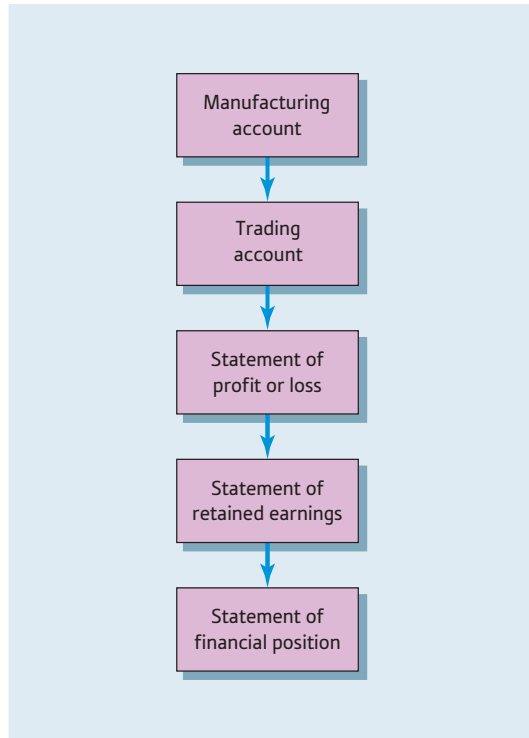 Manufacturing
account
Trading
account
Statement of
profit or loss
Statement of
retained earnings
Statement of
financial position